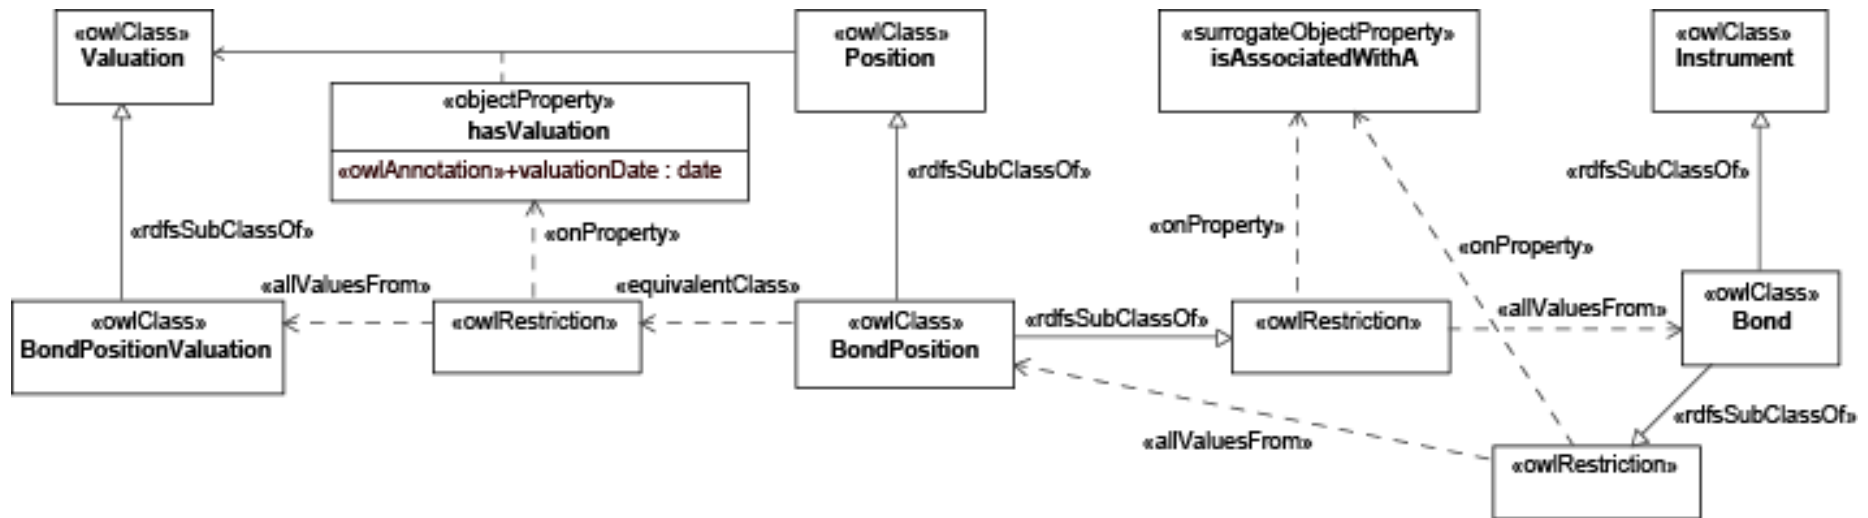 «owlClass»
Valuation
«owlClass»
Position
«surrogateObjectProperty»
isAssociatedWithA
«owlClass»
Instrument
«objectProperty»
hasValuation
«owlAnnotation»+valuationDate : date
«rdfsSubClassOf»
«rdfsSubClassOf»
«rdfsSubClassOf»
«onProperty»
«onProperty»
«onProperty»
«allValuesFrom»
«equivalentClass»
«owlClass»
BondPositionValuation
«owlRestriction»
«owlClass»
BondPosition
«rdfsSubClassOf»
«owlRestriction»
«allValuesFrom»
«owlClass»
Bond
«rdfsSubClassOf»
«allValuesFrom»
«owlRestriction»